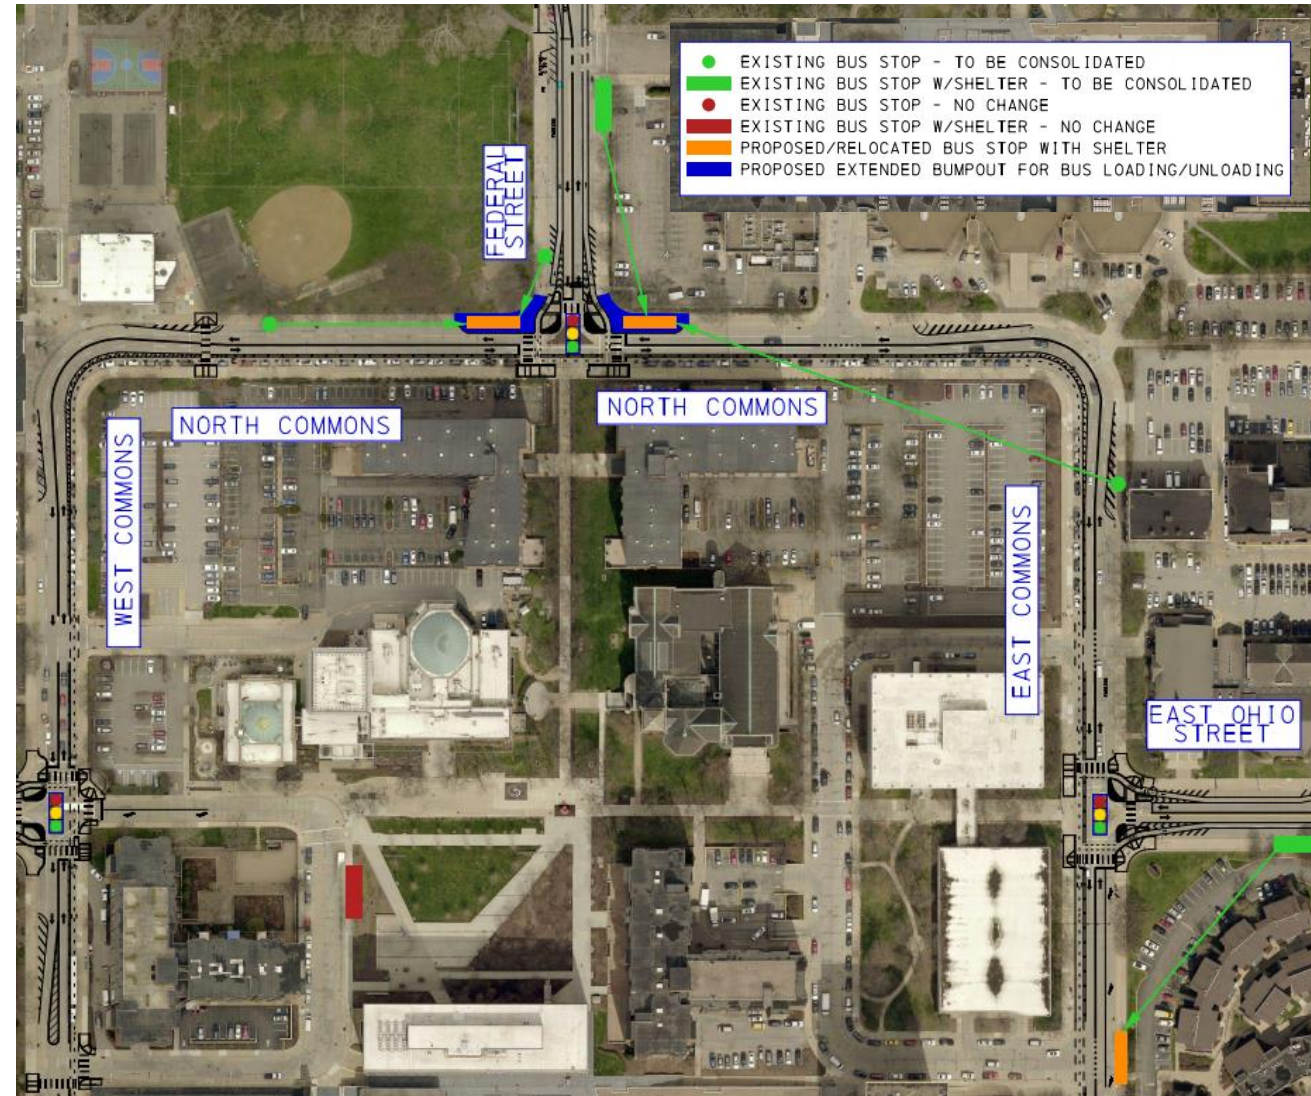 EXISTING BUS STOP - TO BE CONSOLIDATED
EXISTING BUS STOP W/SHELTER - TO BE CONSOLIDATED
EXISTING BUS STOP - NO CHANGE
EXISTING BUS STOP W/SHELTER - NO CHANGE
PROPOSED/RELOCATED BUS STOP WITH SHELTER
PROPOSED EXTENDED BUMPOUT FOR BUS LOADING/UNLOADING
FEDERAL
STREET
NORTH COMMONS
NORTH COMMONS
WEST COMMONS
EAST COMMONS
EAST OHIO
STREET